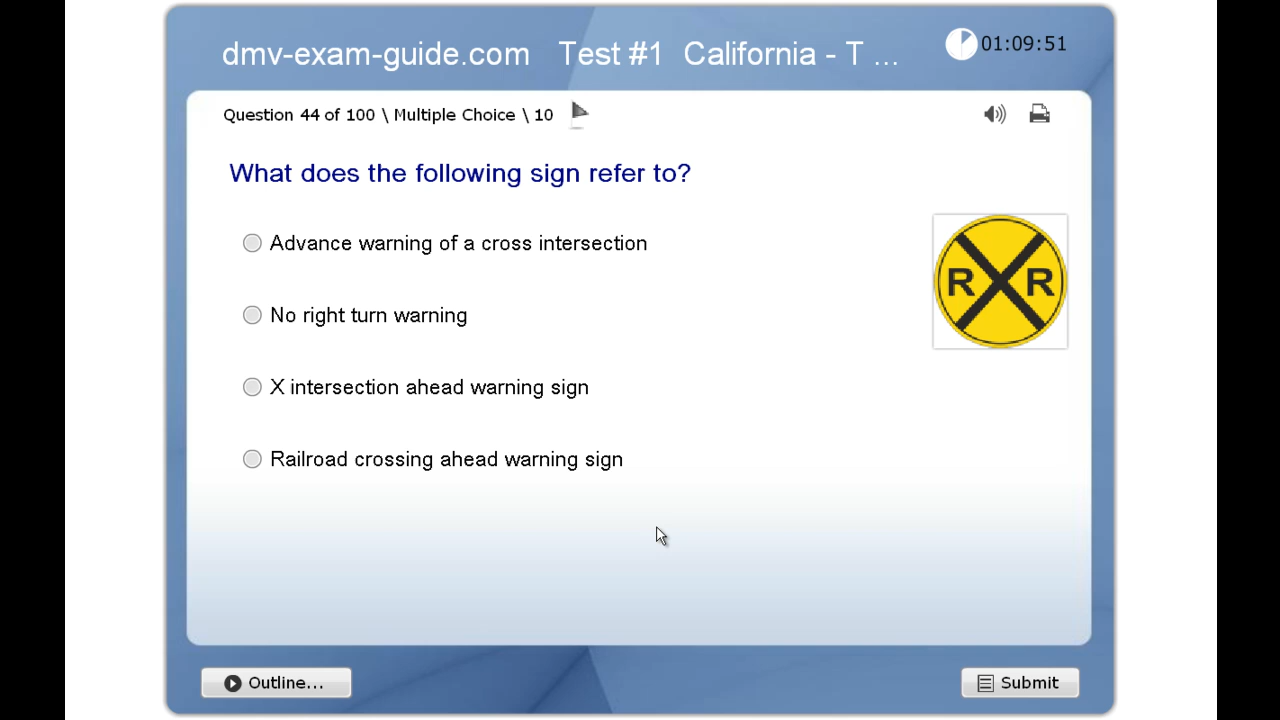 dmv-exam-guide.com Test #1 California - T ...
01:09:51
Question 44 of 100 \ Multiple Choice \ 10
What does the following sign refer to?
Advance warning of a cross intersection
No right turn warning
X intersection ahead warning sign
Railroad crossing ahead warning sign
R R
Outline...
Submit